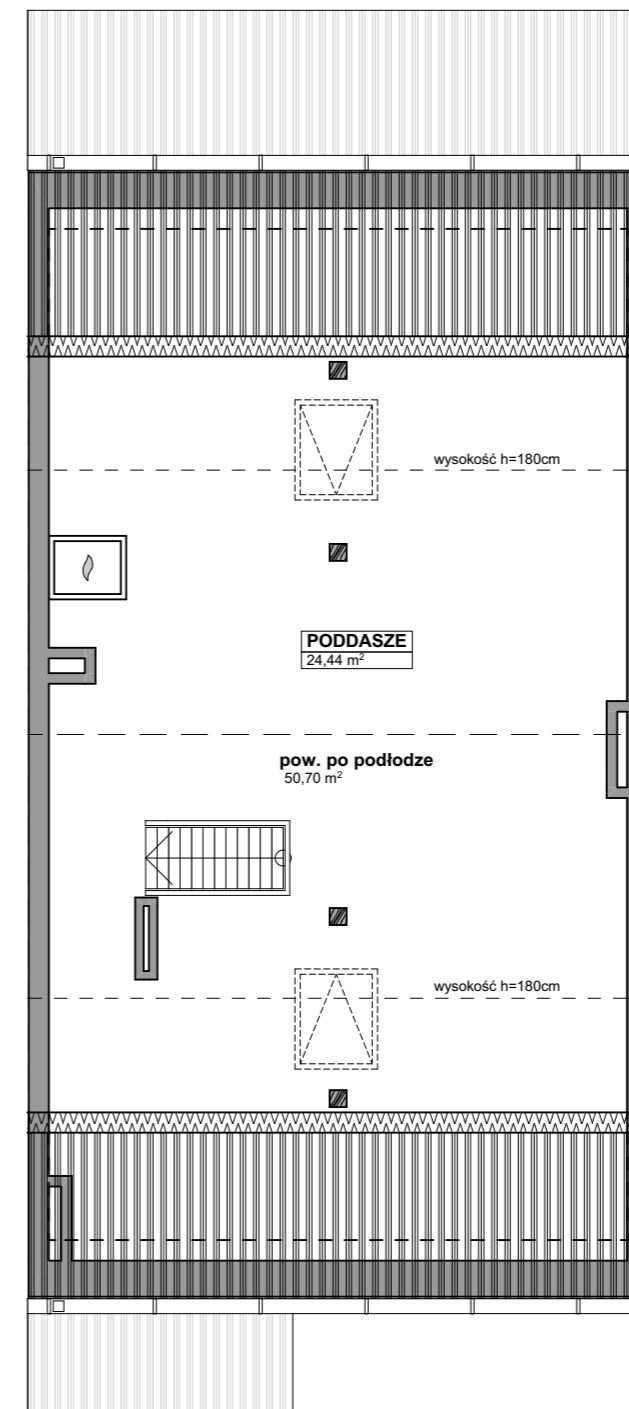 wysokość h=180cm
PODDASZE
24,44 m²
pow. po podłodze
50,70 m²
wysokość h=180cm